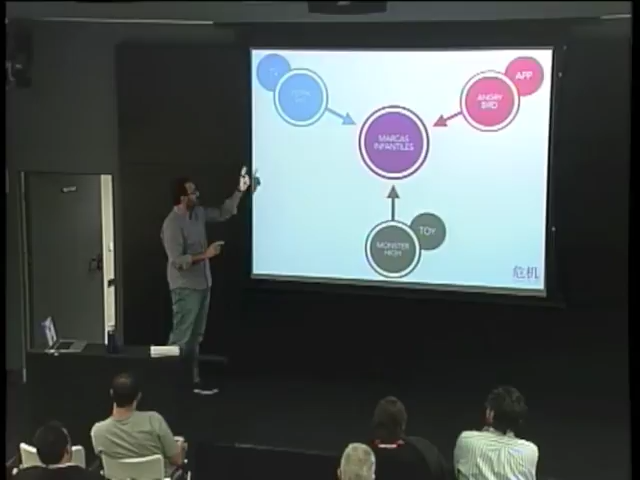 APP
ANGRY
BIRD
MARCAS
INFANTILES
TOY
MONSTER
HIGH
危机